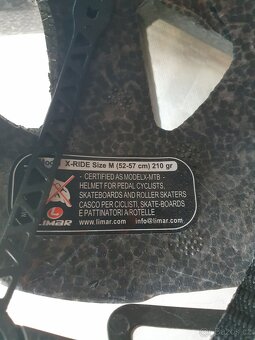 X-RIDE Size M (52-57 cm) 210 gr
- CERTIFIED AS MODELX-MTB -
HELMET FOR PEDAL CYCLISTS,
SKATEBOARDS AND ROLLER SKATERS
CASCO PER CICLISTI, SKATE-BOARDS
E PATTINATORI A ROTELLE
www.limar.com info@limar.com
LIMAR